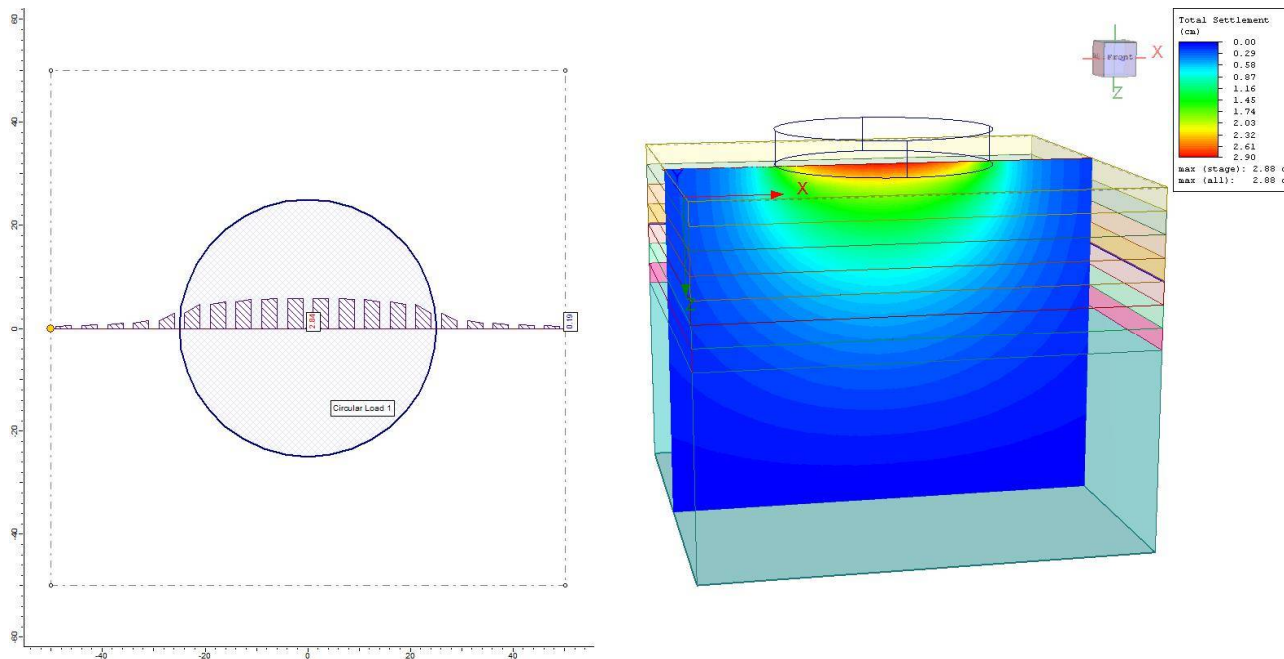 60
40
20
0
-20
-40
-60
-40
-20
0
20
40
2.84
0.19
Circular Load 1
X
Z
Front
X
Z
Total Settlement
(cm)
0.00
0.29
0.58
0.87
1.16
1.45
1.74
2.03
2.32
2.61
2.90
max (stage): 2.88 c
max (all): 2.88 c